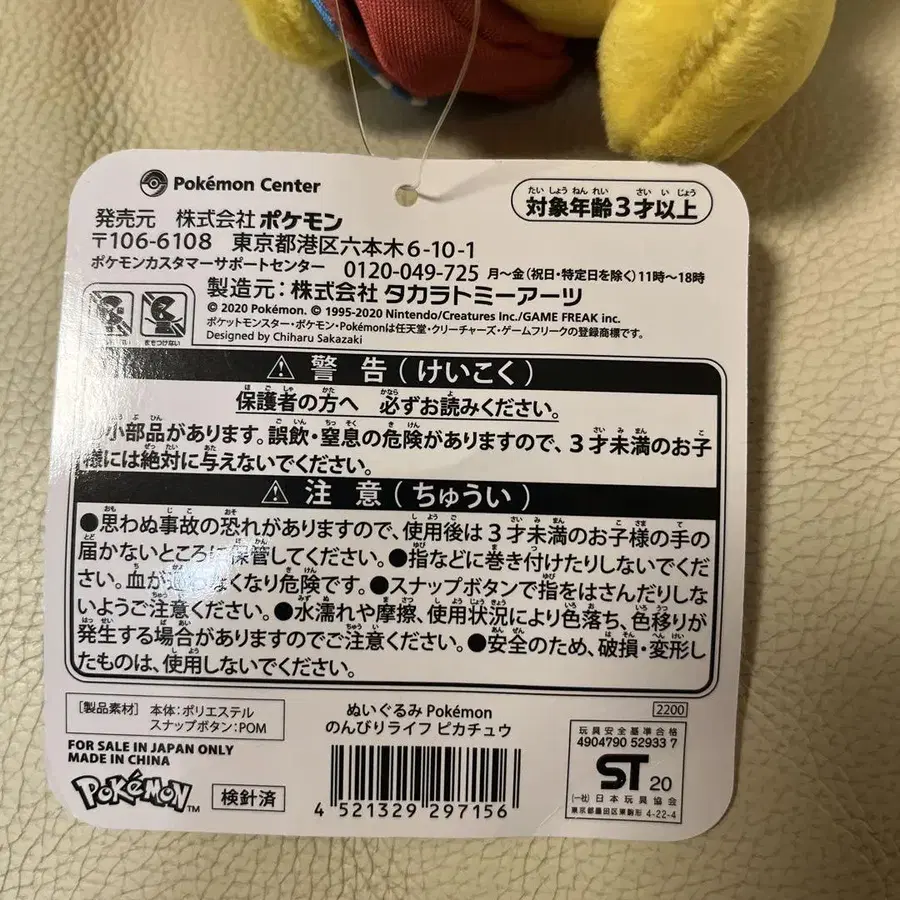 Pokémon Center
対象年齢3才以上
たいしょうねんれい さいいじょう
発売元 株式会社 ポケモン
〒106-6108 東京都港区六本木6-10-1
ポケモンカスタマーサポートセンター 0120-049-725 月〜金(祝日・特定日を除く)11時〜18時
製造元:株式会社 タカラトミーアーツ
© 2020 Pokémon. © 1995-2020 Nintendo/Creatures Inc./GAME FREAK inc.
ポケットモンスター・ポケモン・Pokémonは任天堂・クリーチャーズ・ゲームフリークの登録商標です。
Designed by Chiharu Sakazaki
⚠ 警告(けいこく)
保護者の方へ 必ずお読みください。
小部品があります。誤飲・窒息の危険がありますので、3才未満のお子
様には絶対に与えないでください。
⚠ 注意(ちゅうい)
●思わぬ事故の恐れがありますので、使用後は3才未満のお子様の手の
届かないところに保管してください。●指などに巻き付けたりしないでくだ
さい。血が なくなり危険です。●スナップボタンで指をはさんだりしな
いようご注意ください。●水濡れや摩擦、使用状況により色落ち、色移りが
発生する場合がありますのでご注意ください。●安全のため、破損・変形し
たものは、使用しないでください。
[製品素材] 本体:ポリエステル
スナップボタン:POM
ぬいぐるみ Pokémon
のんびりライフ ピカチュウ
2200
FOR SALE IN JAPAN ONLY
MADE IN CHINA
POKéMON TM
検針済
4 521329 297156
玩具安全基準合格
4904790 52933 7
ST 20
(一社)日本玩具協会
東京都墨田区東駒形 4-22-4